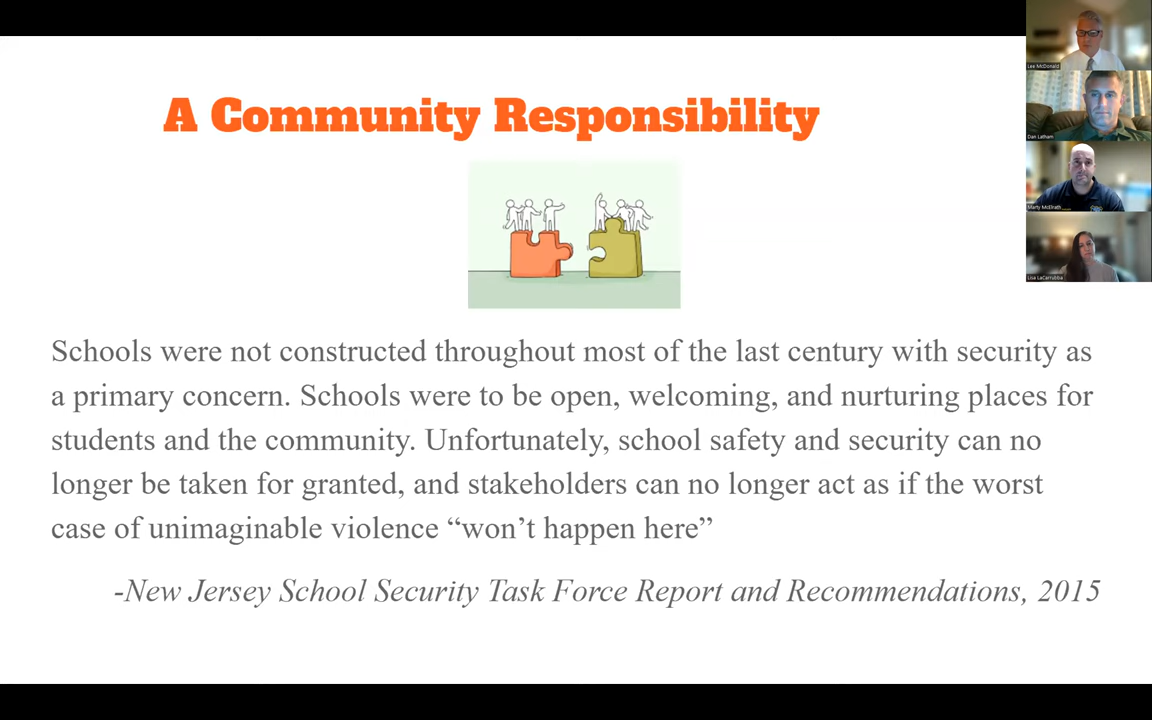 A Community Responsibility
Schools were not constructed throughout most of the last century with security as
a primary concern. Schools were to be open, welcoming, and nurturing places for
students and the community. Unfortunately, school safety and security can no
longer be taken for granted, and stakeholders can no longer act as if the worst
case of unimaginable violence “won’t happen here”
-New Jersey School Security Task Force Report and Recommendations, 2015
Lee McDonald
Dan Latham
Marty McElrath
Lisa LaCarrubba